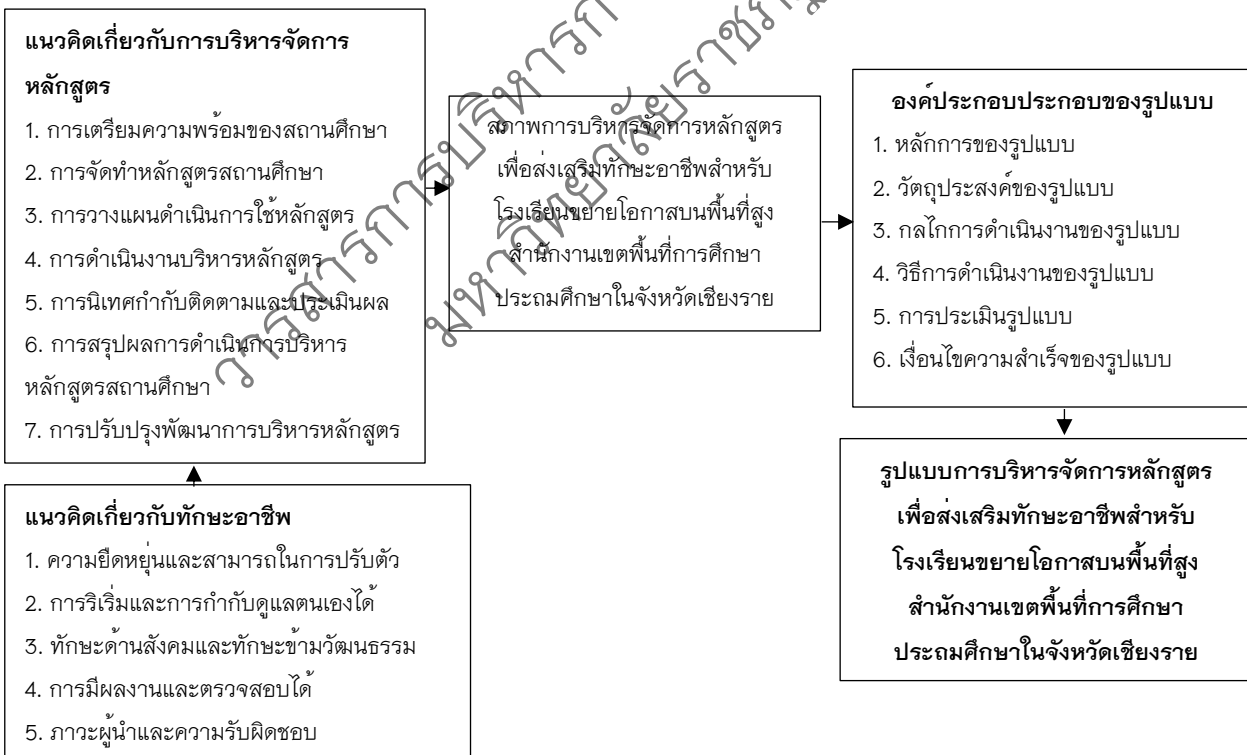 แนวคิดเกี่ยวกับการบริหารจัดการ
หลักสูตร
1. การเตรียมความพร้อมของสถานศึกษา
2. การจัดทำหลักสูตรสถานศึกษา
3. การวางแผนดำเนินการใช้หลักสูตร
4. การดำเนินงานบริหารหลักสูตร
5. การนิเทศกำกับติดตามและประเมินผล
6. การสรุปผลการดำเนินการบริหาร
หลักสูตรสถานศึกษา
7. การปรับปรุงพัฒนาการบริหารหลักสูตร
แนวคิดเกี่ยวกับทักษะอาชีพ
1. ความยืดหยุ่นและสามารถในการปรับตัว
2. การริเริ่มและการกำกับดูแลตนเองได้
3. ทักษะด้านสังคมและทักษะข้ามวัฒนธรรม
4. การมีผลงานและตรวจสอบได้
5. ภาวะผู้นำและความรับผิดชอบ
สภาพการบริหารจัดการหลักสูตร
เพื่อส่งเสริมทักษะอาชีพสำหรับ
โรงเรียนขยายโอกาสบนพื้นที่สูง
สำนักงานเขตพื้นที่การศึกษา
ประถมศึกษาในจังหวัดเชียงราย
องค์ประกอบประกอบของรูปแบบ
1. หลักการของรูปแบบ
2. วัตถุประสงค์ของรูปแบบ
3. กลไกการดำเนินงานของรูปแบบ
4. วิธีการดำเนินงานของรูปแบบ
5. การประเมินรูปแบบ
6. เงื่อนไขความสำเร็จของรูปแบบ
รูปแบบการบริหารจัดการหลักสูตร
เพื่อส่งเสริมทักษะอาชีพสำหรับ
โรงเรียนขยายโอกาสบนพื้นที่สูง
สำนักงานเขตพื้นที่การศึกษา
ประถมศึกษาในจังหวัดเชียงราย
วารสารการบริหารก
มหาวิทยาลัยราชภั